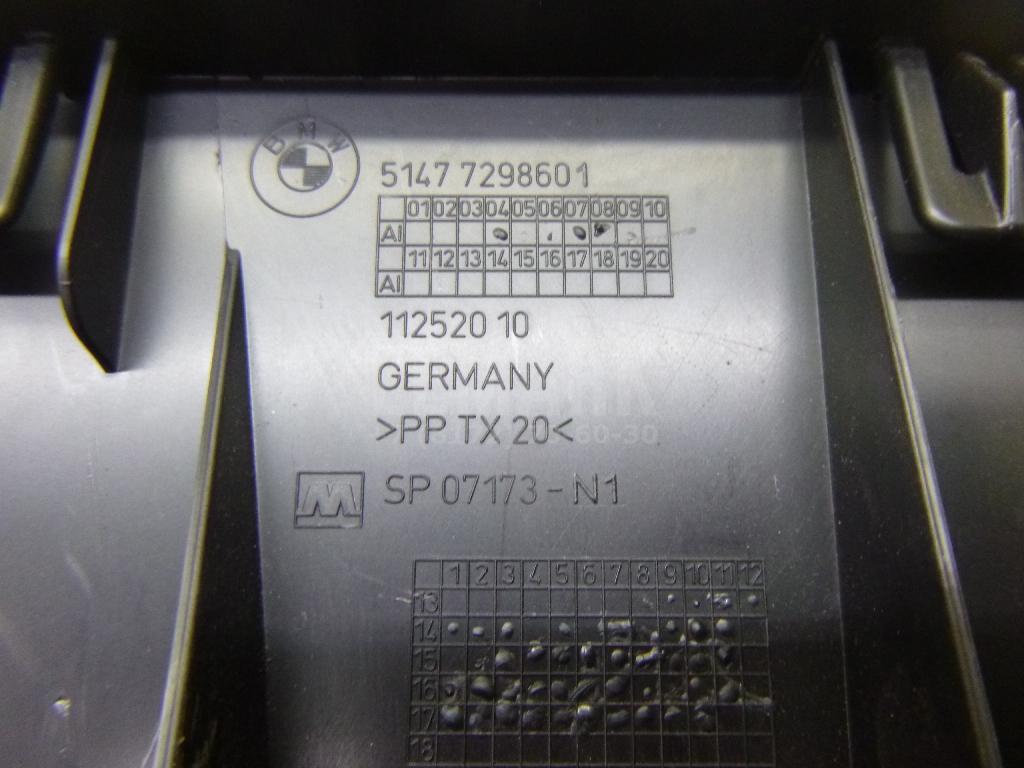 BMW
5147 7298601
01 02 03 04 05 06 07 08 09 10
AI
11 12 13 14 15 16 17 18 19 20
AI
112520 10
GERMANY
>PP TX 20<
60-30
M SP 07173-N1
1 2 3 4 5 6 7 8 9 10 11 12
13
14
15
16
17
18